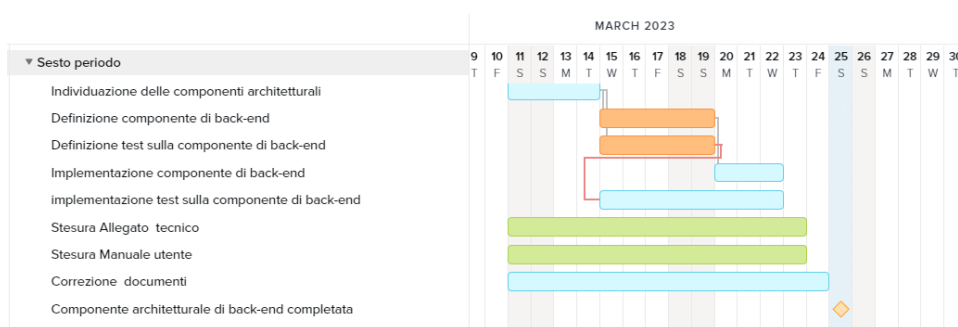 MARCH 2023
9 10 11 12 13 14 15 16 17 18 19 20 21 22 23 24 25 26 27 28 29 30
T F S S M T W T F S S M T W T F S S M T W T
Sesto periodo
Individuazione delle componenti architetturali
Definizione componente di back-end
Definizione test sulla componente di back-end
Implementazione componente di back-end
implementazione test sulla componente di back-end
Stesura Allegato tecnico
Stesura Manuale utente
Correzione documenti
Componente architetturale di back-end completata